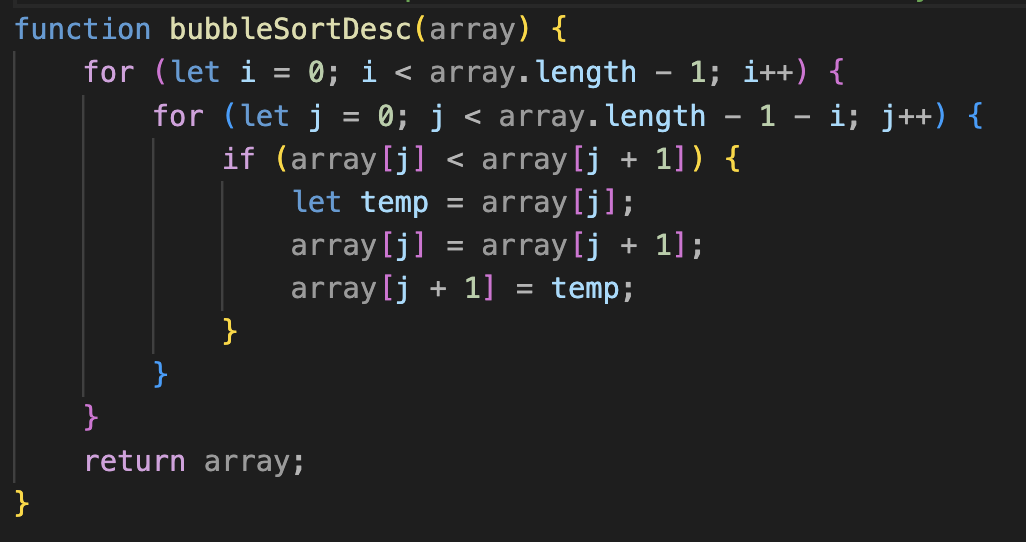 function bubbleSortDesc(array) {
    for (let i = 0; i < array.length - 1; i++) {
        for (let j = 0; j < array.length - 1 - i; j++) {
            if (array[j] < array[j + 1]) {
                let temp = array[j];
                array[j] = array[j + 1];
                array[j + 1] = temp;
            }
        }
    }
    return array;
}